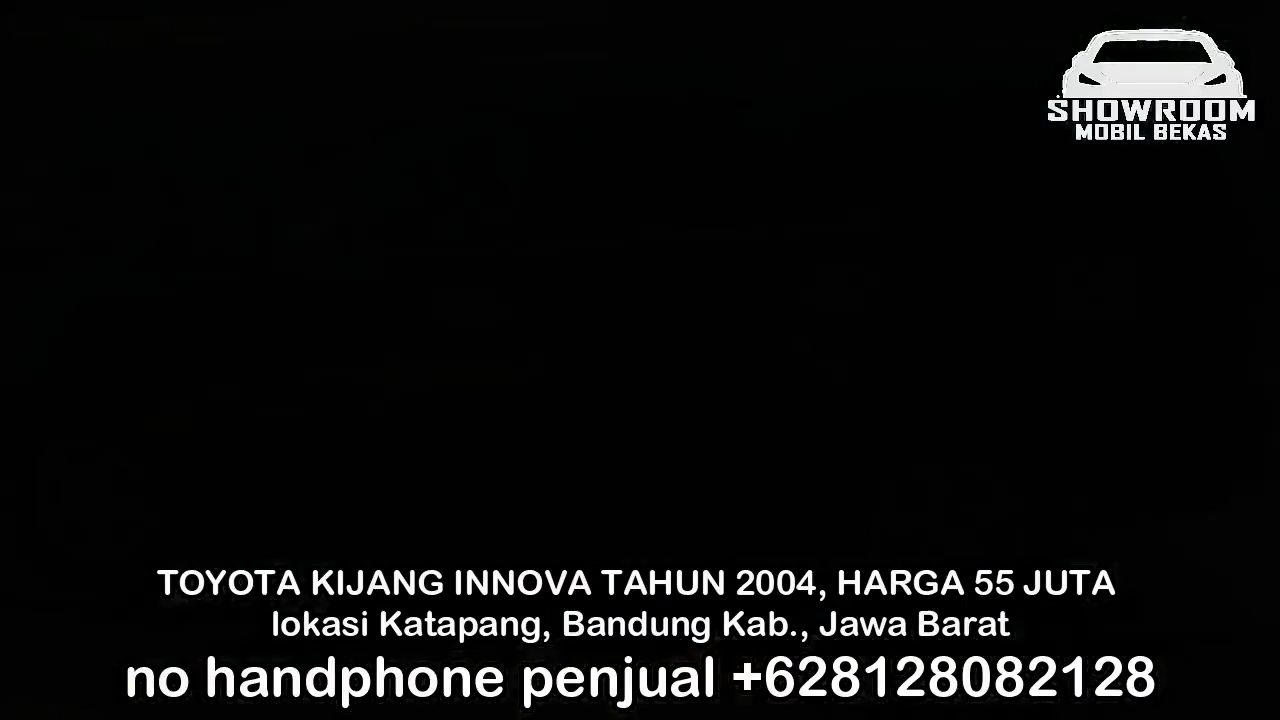 SHOWROOM
MOBIL BEKAS
TOYOTA KIJANG INNOVA TAHUN 2004, HARGA 55 JUTA
lokasi Katapang, Bandung Kab., Jawa Barat
no handphone penjual +628128082128